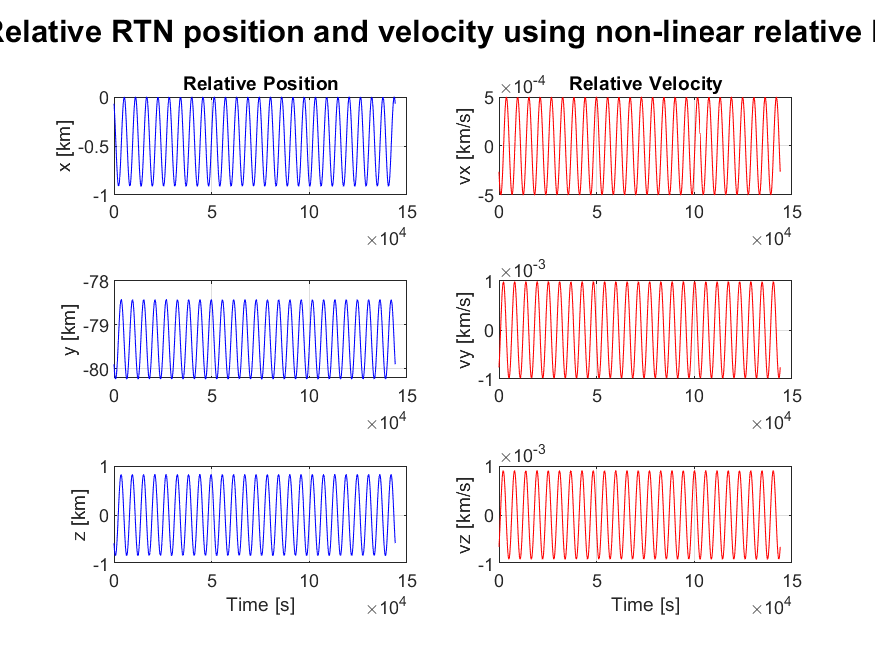 Relative RTN position and velocity using non-linear relative
Relative Position
Relative Velocity
x [km]
0
-0.5
-1
0 5 10 15
×10^4
vx [km/s]
×10^-4
5
0
-5
0 5 10 15
×10^4
y [km]
-78
-79
-80
0 5 10 15
×10^4
vy [km/s]
×10^-3
1
0
-1
0 5 10 15
×10^4
z [km]
1
0
-1
0 5 10 15
×10^4
Time [s]
vz [km/s]
×10^-3
1
0
-1
0 5 10 15
×10^4
Time [s]